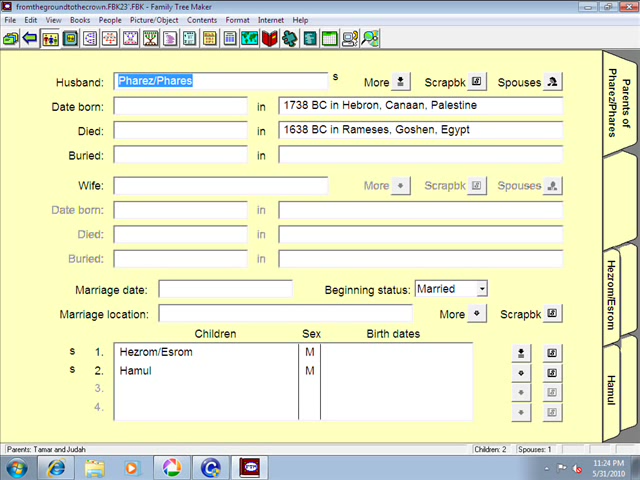 fromthegroundtothecrown.FBK23'.FBK - Family Tree Maker
File Edit View Books People Picture/Object Contents Format Internet Help
Husband: Pharez/Phares s More Scrapbk Spouses
Date born: in 1738 BC in Hebron, Canaan, Palestine
Died: in 1638 BC in Rameses, Goshen, Egypt
Buried: in
Wife: More Scrapbk Spouses
Date born: in
Died: in
Buried: in
Marriage date: Beginning status: Married
Marriage location: More Scrapbk
Children Sex Birth dates
s 1. Hezrom/Esrom M
s 2. Hamul M
3.
4.
Parents of
Pharez/Phares
Hezrom/Esrom
Hamul
Parents: Tamar and Judah Children: 2 Spouses: 1
11:24 PM
5/31/2010